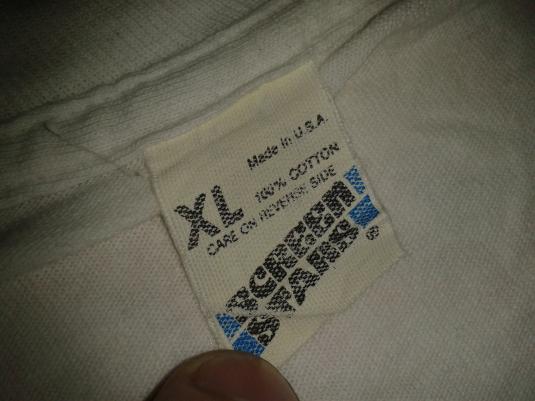 Made in U.S.A.
XL 100% COTTON
CARE ON REVERSE SIDE
SCREEN
STARS ®